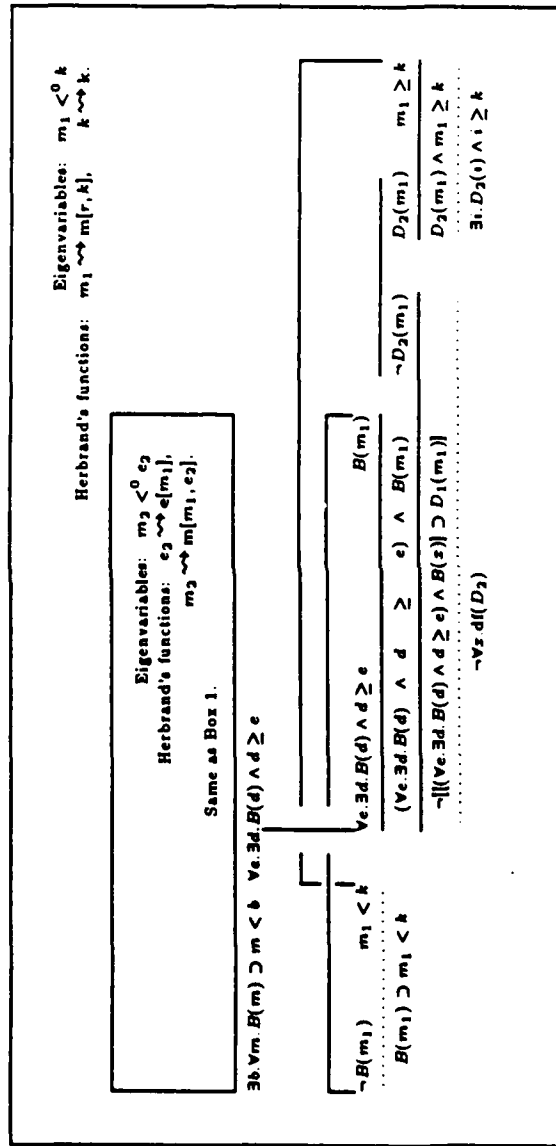 Eigenvariables: m₁ <⁰ k
Herbrand's functions: m₁ ⇝ m[r, k], k ⇝ k.
Eigenvariables: m₂ <⁰ e₂
Herbrand's functions: e₂ ⇝ e[m₁],
m₂ ⇝ m[m₁, e₂].
Same as Box 1.
∃b.∀m.B(m) ⊃ m < b ∀e.∃d.B(d) ∧ d ≥ e
¬B(m₁) m₁ < k ∀e.∃d.B(d) ∧ d ≥ e B(m₁) ¬D₂(m₁) D₂(m₁) m₁ ≥ k
B(m₁) ⊃ m₁ < k (∀e.∃d.B(d) ∧ d ≥ e) ∨ B(m₁) D₂(m₁) ∧ m₁ ≥ k
¬[[(∀e.∃d.B(d) ∧ d ≥ e) ∨ B(z)] ⊃ D₁(m₁)] ∃i.D₂(i) ∧ i ≥ k
¬∀z.df(D₂)